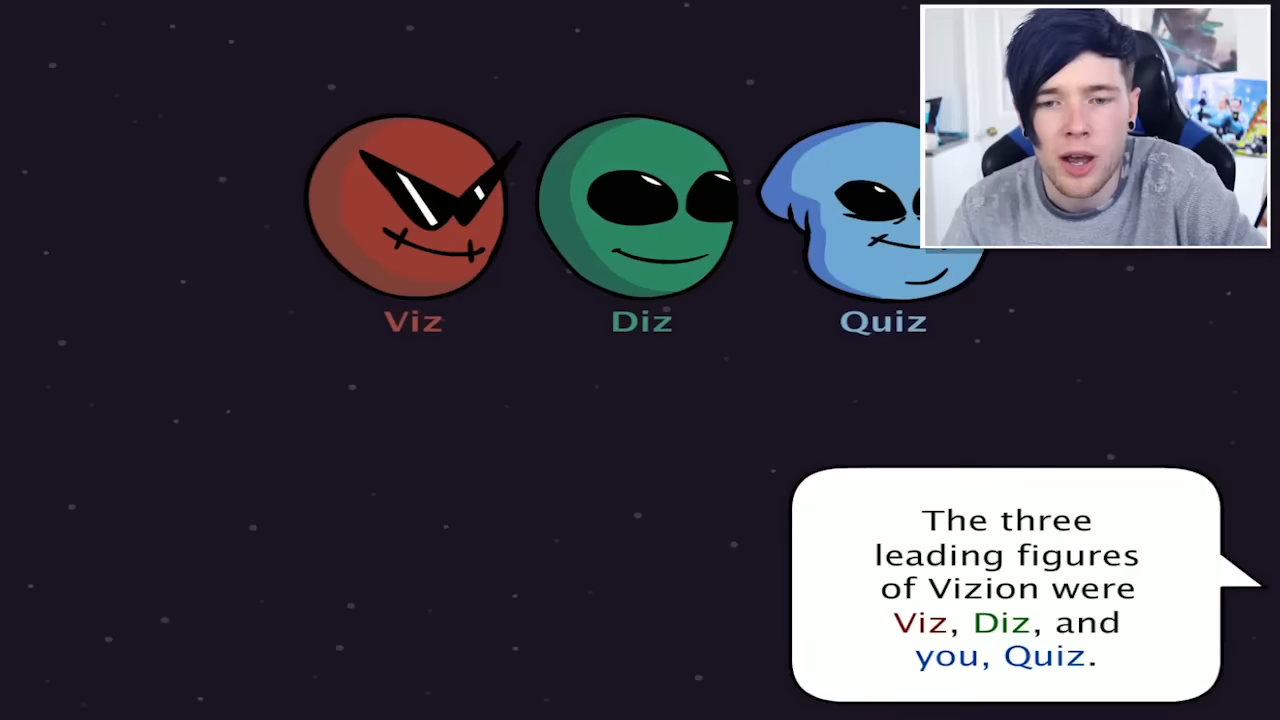 Viz
Diz
Quiz
The three
leading figures
of Vizion were
Viz, Diz, and
you, Quiz.